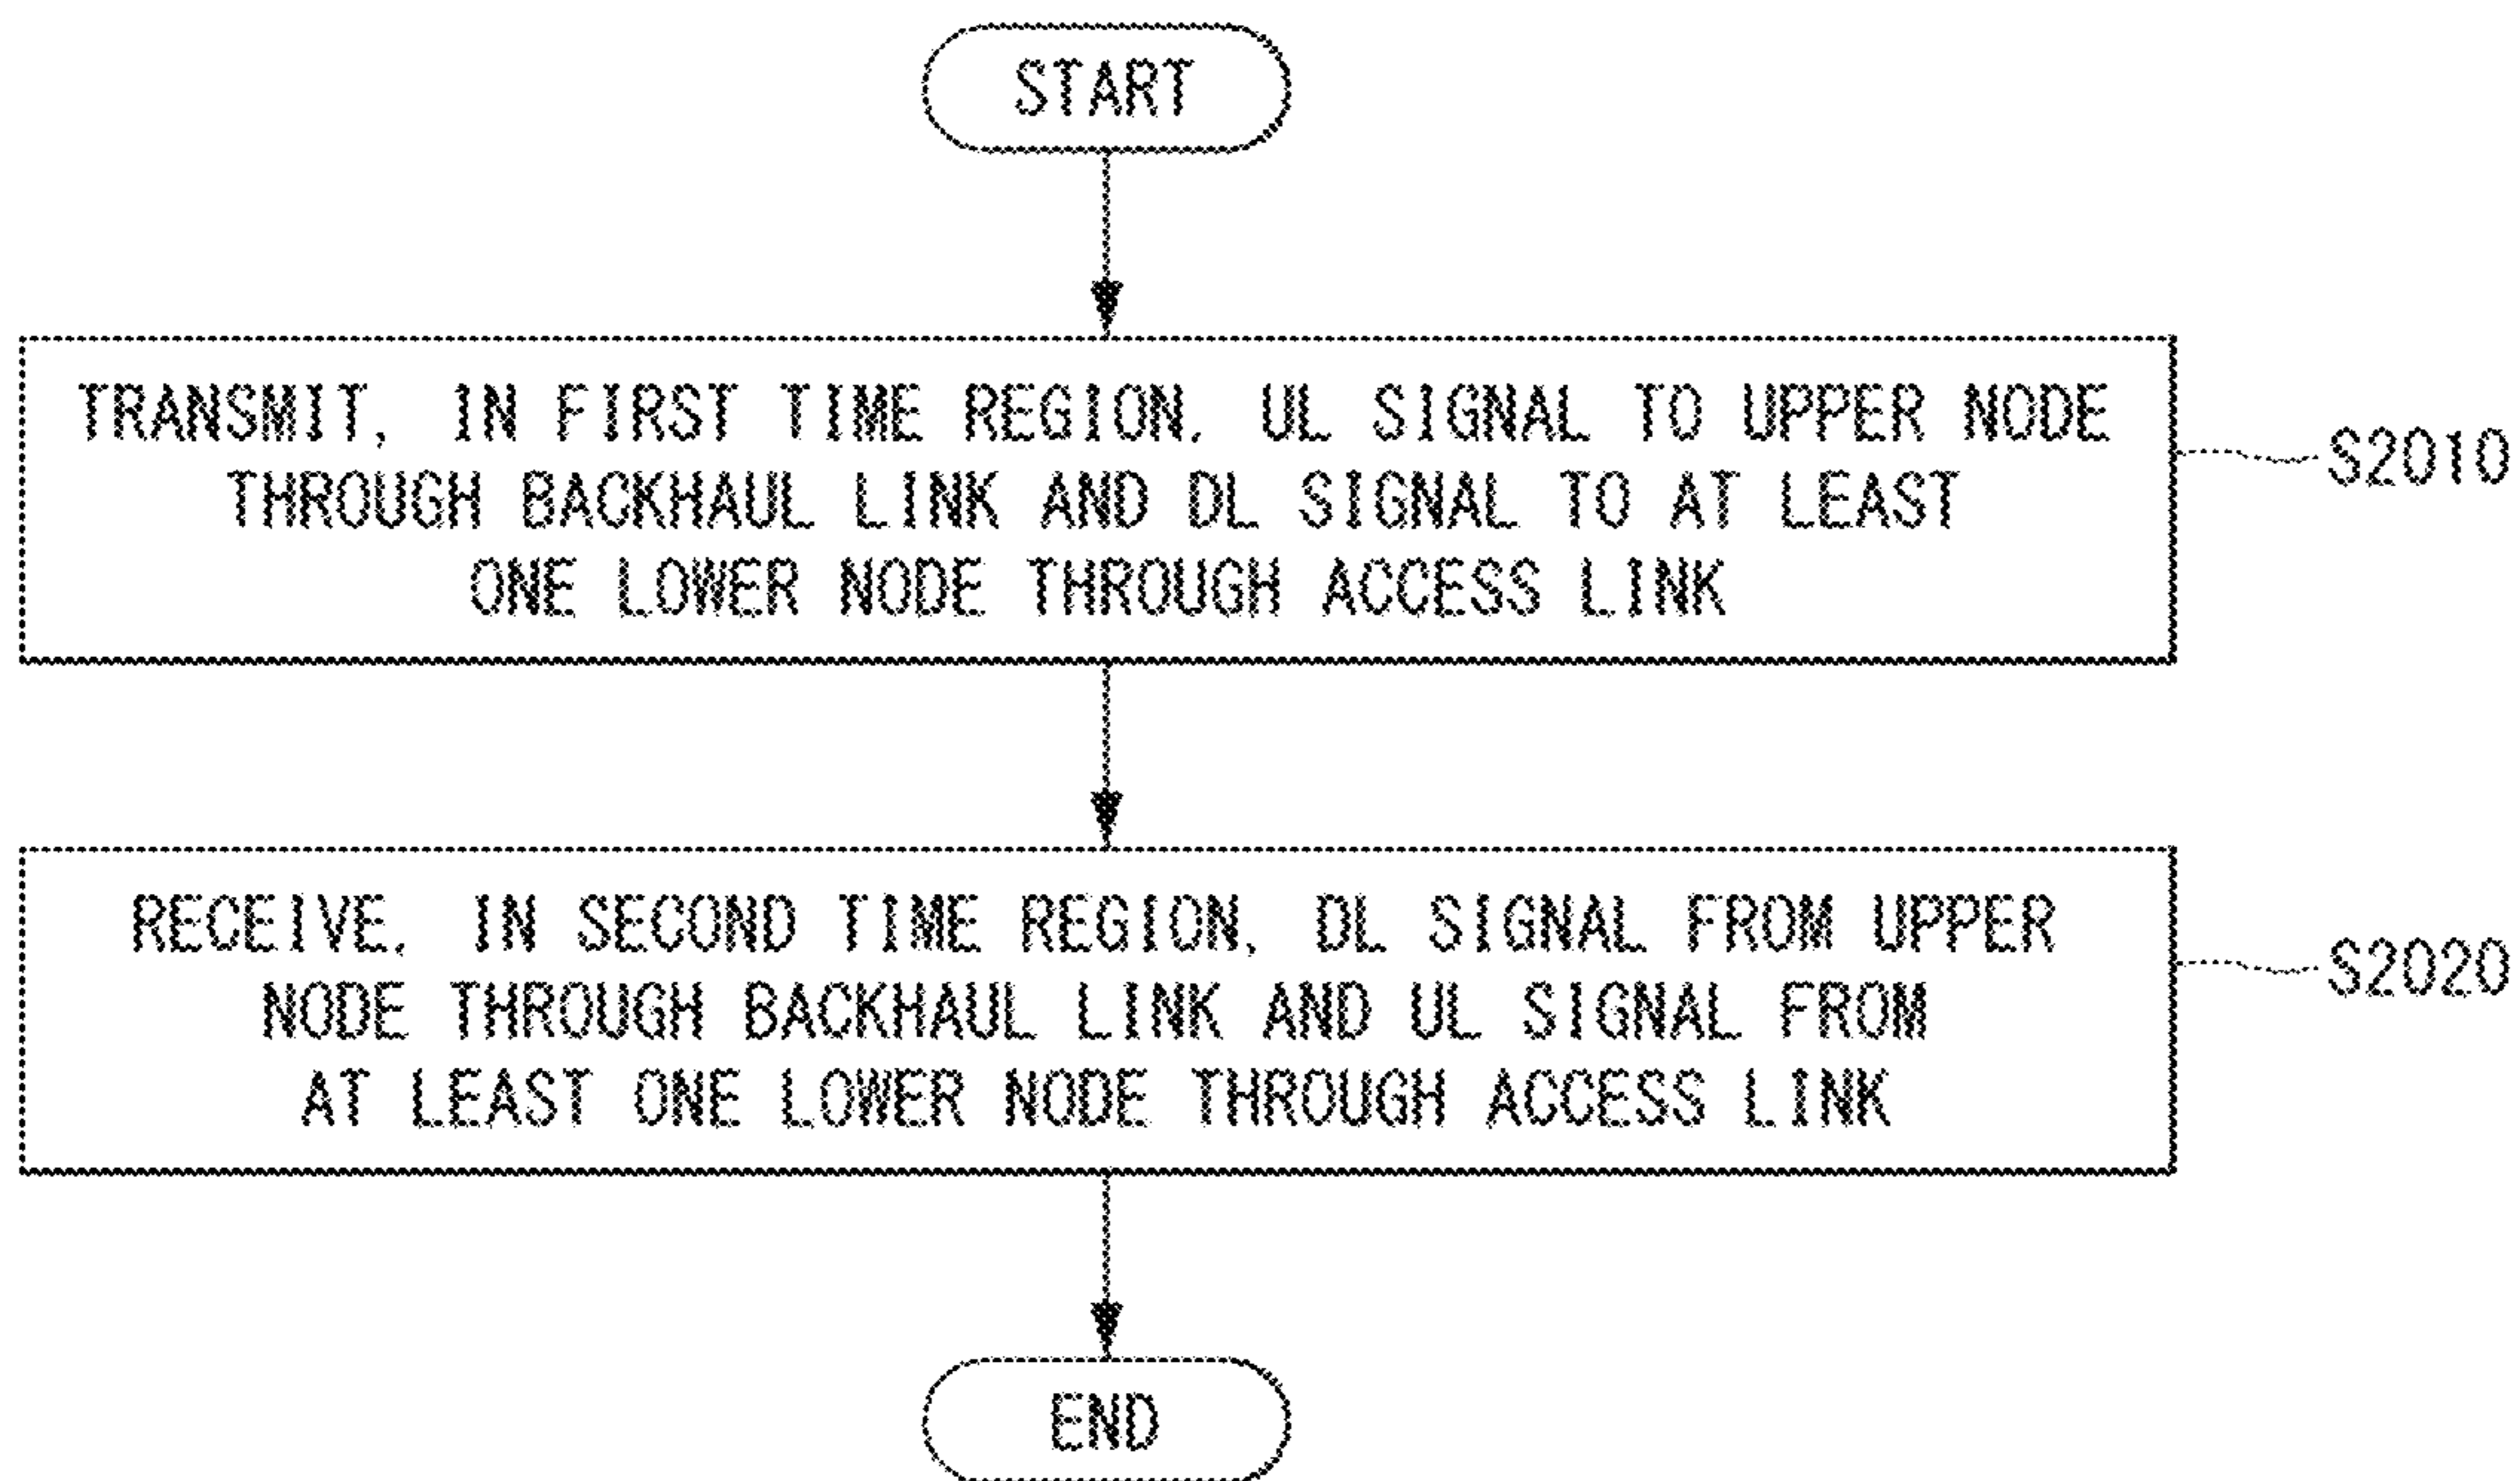 START
TRANSMIT, IN FIRST TIME REGION, UL SIGNAL TO UPPER NODE
THROUGH BACKHAUL LINK AND DL SIGNAL TO AT LEAST
ONE LOWER NODE THROUGH ACCESS LINK
S2010
RECEIVE, IN SECOND TIME REGION, DL SIGNAL FROM UPPER
NODE THROUGH BACKHAUL LINK AND UL SIGNAL FROM
AT LEAST ONE LOWER NODE THROUGH ACCESS LINK
S2020
END